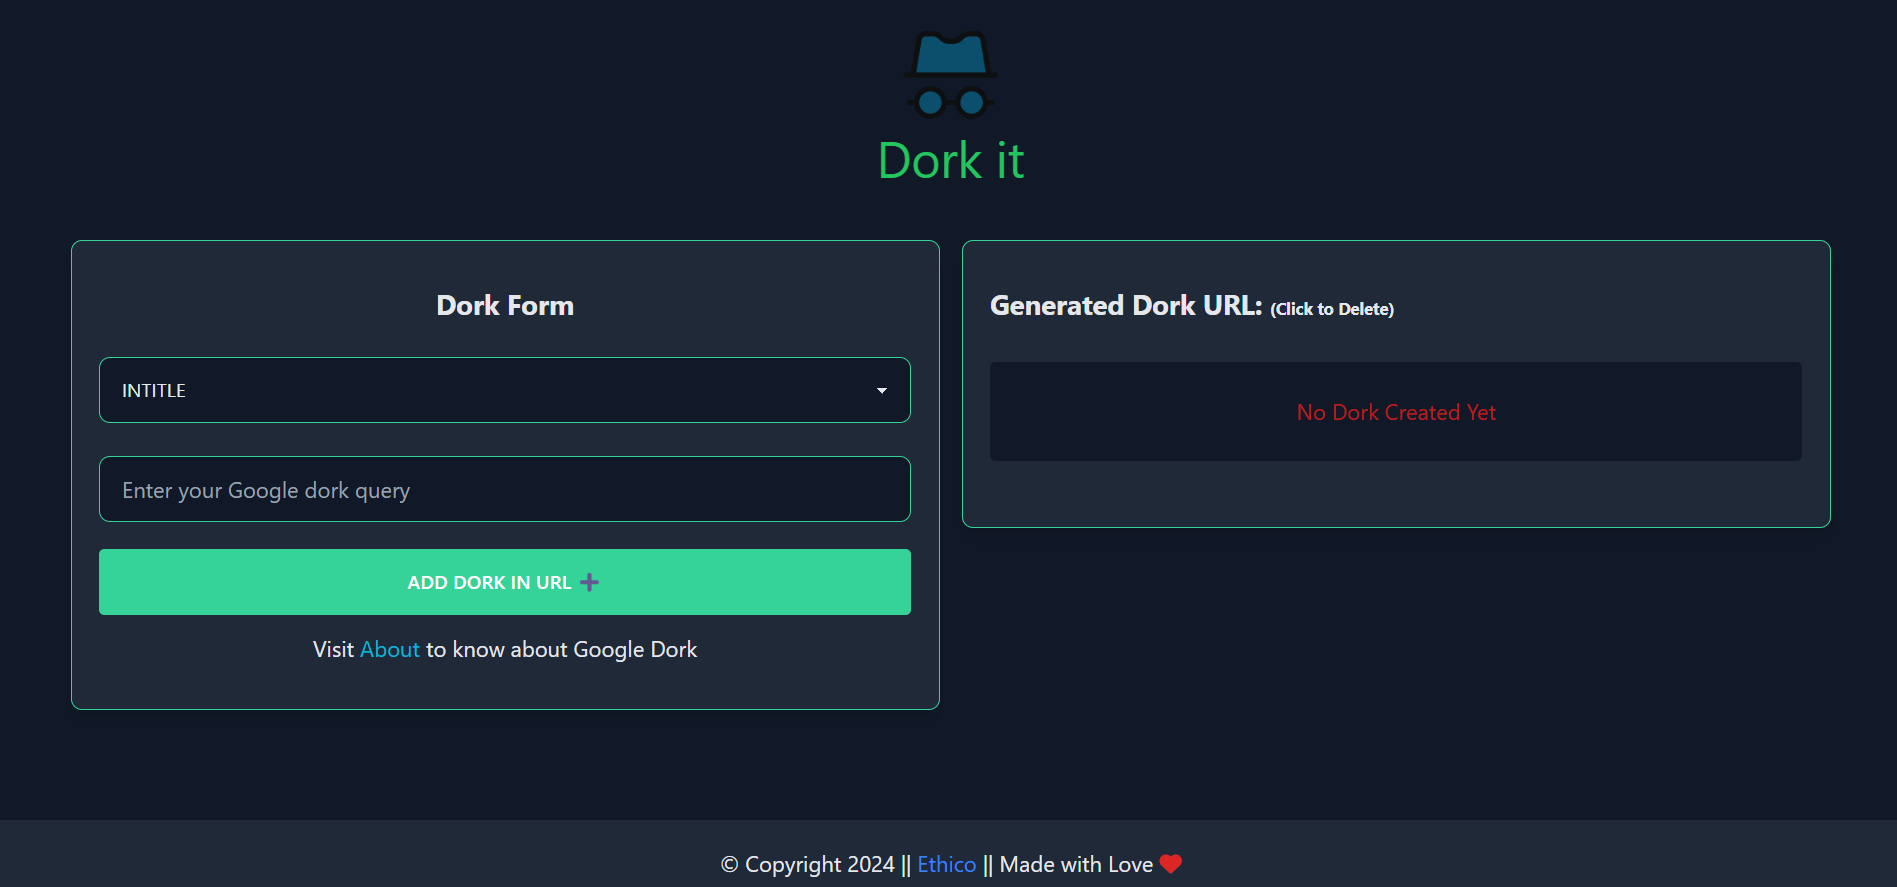 Dork it
Dork Form
INTITLE
Enter your Google dork query
ADD DORK IN URL
Visit About to know about Google Dork
Generated Dork URL: (Click to Delete)
No Dork Created Yet
© Copyright 2024 || Ethico || Made with Love